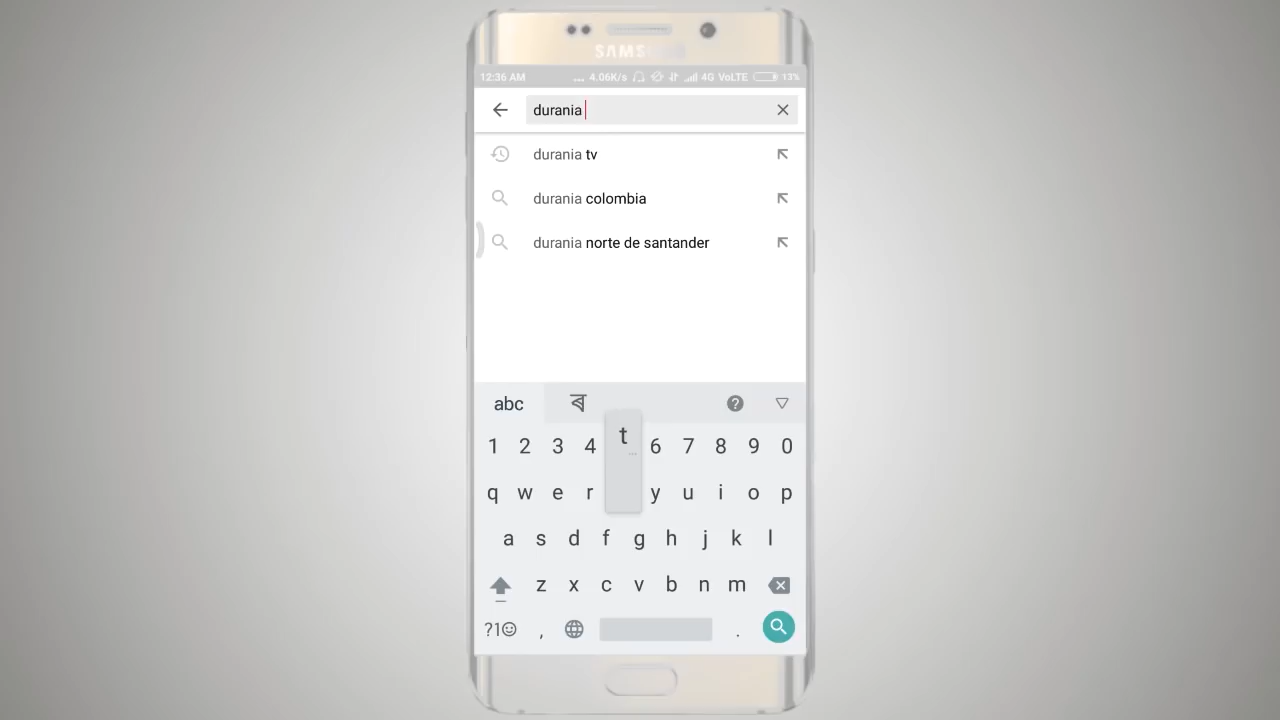 SAMS
12:36 AM ... 4.06K/s 4G VoLTE 13%
durania
durania tv
durania colombia
durania norte de santander
abc ব
t
1 2 3 4 6 7 8 9 0
q w e r y u i o p
a s d f g h j k l
z x c v b n m
?1☺ , .